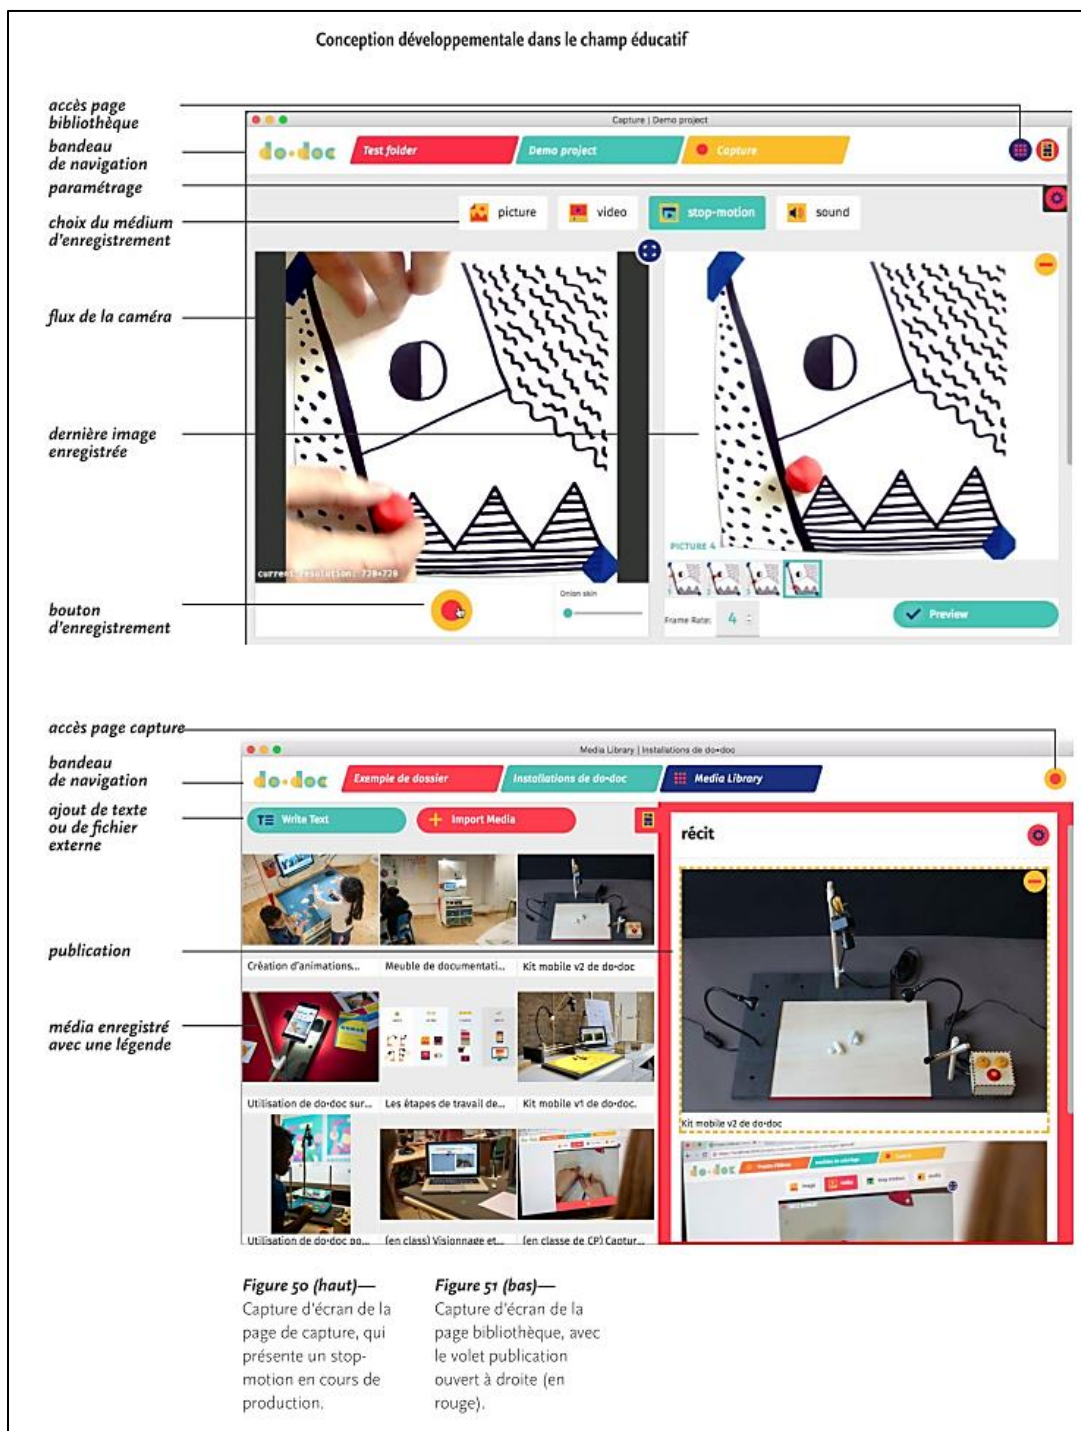 Conception développementale dans le champ éducatif
accès page
bibliothèque
bandeau
de navigation
paramétrage
choix du médium
d'enregistrement
flux de la caméra
dernière image
enregistrée
bouton
d'enregistrement
Capture | Demo project
do•doc
Test folder
Demo project
Capture
picture
video
stop-motion
sound
current resolution: 720×720
Onion skin
PICTURE 4
Frame Rate:
4
Preview
accès page capture
bandeau
de navigation
ajout de texte
ou de fichier
externe
publication
média enregistré
avec une légende
Media Library | Installations de do•doc
do•doc
Exemple de dossier
Installations de do•doc
Media Library
Write Text
Import Media
récit
Création d'animations...
Meuble de documentati...
Kit mobile v2 de do•doc
Utilisation de do•doc sur...
Les étapes de travail de...
Kit mobile v1 de do•doc.
Utilisation de do•doc po...
(en class) Visionnage et...
(en classe de CP) Captur...
Kit mobile v2 de do•doc
do•doc
Figure 50 (haut)—
Capture d'écran de la
page de capture, qui
présente un stop-
motion en cours de
production.
Figure 51 (bas)—
Capture d'écran de la
page bibliothèque, avec
le volet publication
ouvert à droite (en
rouge).